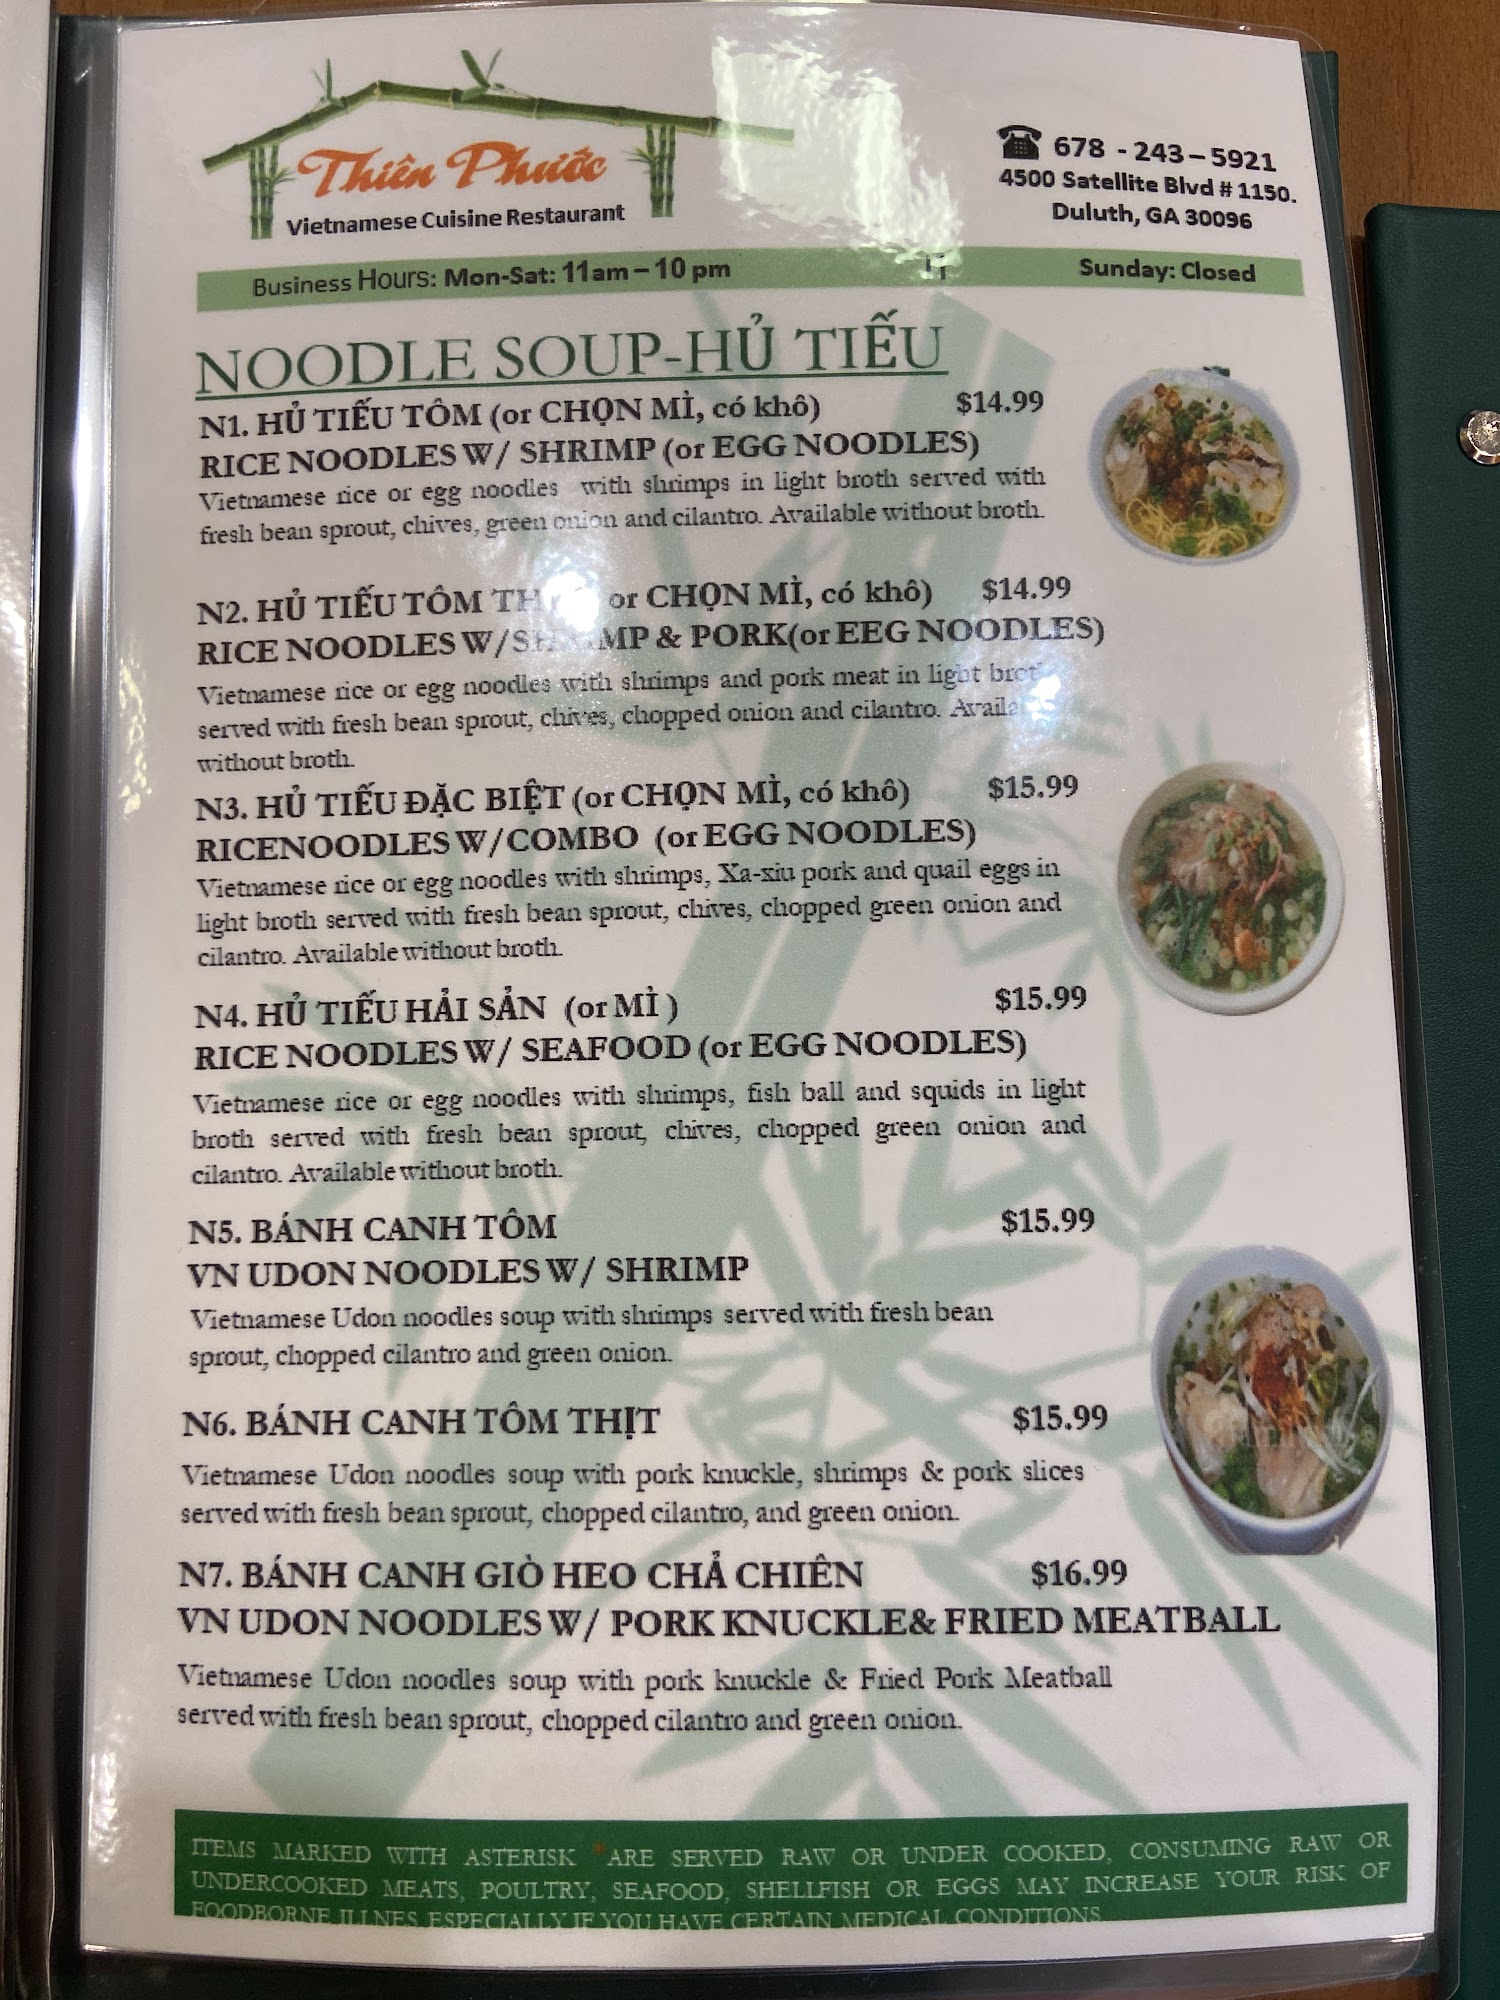 Thiên Phước
Vietnamese Cuisine Restaurant
☎ 678 - 243 – 5921
4500 Satellite Blvd # 1150.
Duluth, GA 30096
Business Hours: Mon-Sat: 11am – 10 pm
Sunday: Closed
NOODLE SOUP-HỦ TIẾU
N1. HỦ TIẾU TÔM (or CHỌN MÌ, có khô) $14.99
RICE NOODLES W/ SHRIMP (or EGG NOODLES)
Vietnamese rice or egg noodles with shrimps in light broth served with
fresh bean sprout, chives, green onion and cilantro. Available without broth.
N2. HỦ TIẾU TÔM or CHỌN MÌ, có khô) $14.99
RICE NOODLES W/SHRIMP & PORK(or EEG NOODLES)
Vietnamese rice or egg noodles with shrimps and pork meat in light
served with fresh bean sprout, chives, chopped onion and cilantro.
without broth.
N3. HỦ TIẾU ĐẶC BIỆT (or CHỌN MÌ, có khô) $15.99
RICENOODLES W/COMBO (or EGG NOODLES)
Vietnamese rice or egg noodles with shrimps, Xa-xiu pork and quail eggs in
light broth served with fresh bean sprout, chives, chopped green onion and
cilantro. Available without broth.
N4. HỦ TIẾU HẢI SẢN (or MÌ ) $15.99
RICE NOODLES W/ SEAFOOD (or EGG NOODLES)
Vietnamese rice or egg noodles with shrimps, fish ball and squids in light
broth served with fresh bean sprout, chives, chopped green onion and
cilantro. Available without broth.
N5. BÁNH CANH TÔM $15.99
VN UDON NOODLES W/ SHRIMP
Vietnamese Udon noodles soup with shrimps served with fresh bean
sprout, chopped cilantro and green onion.
N6. BÁNH CANH TÔM THỊT $15.99
Vietnamese Udon noodles soup with pork knuckle, shrimps & pork slices
served with fresh bean sprout, chopped cilantro, and green onion.
N7. BÁNH CANH GIÒ HEO CHẢ CHIÊN $16.99
VN UDON NOODLES W/ PORK KNUCKLE& FRIED MEATBALL
Vietnamese Udon noodles soup with pork knuckle & Fried Pork Meatball
served with fresh bean sprout, chopped cilantro and green onion.
ITEMS MARKED WITH ASTERISK *ARE SERVED RAW OR UNDER COOKED, CONSUMING RAW OR
UNDERCOOKED MEATS, POULTRY, SEAFOOD, SHELLFISH OR EGGS MAY INCREASE YOUR RISK OF
FOODBORNE ILLNES, ESPECIALLY IF YOU HAVE CERTAIN MEDICAL CONDITIONS